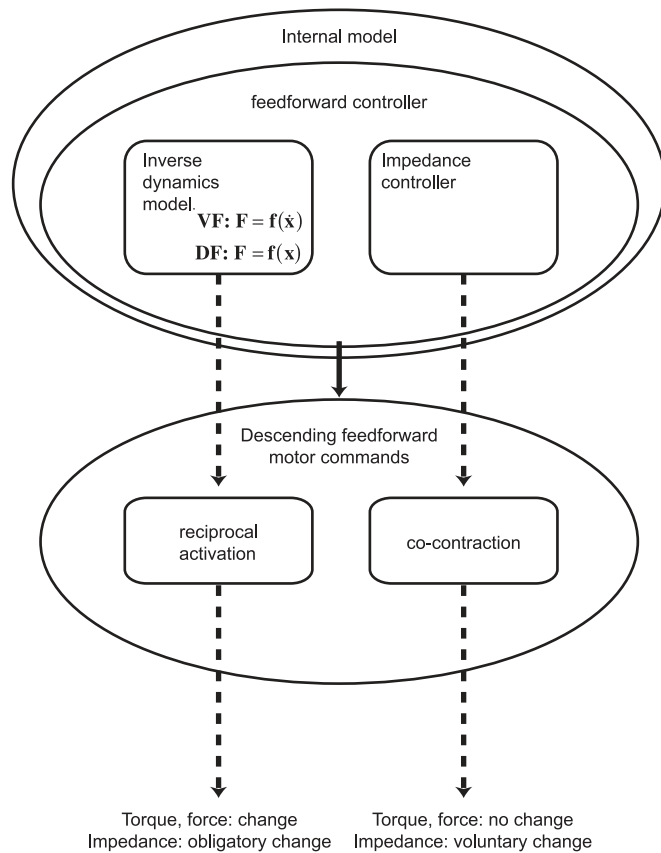 Internal model
feedforward controller
Inverse
dynamics
model.
VF: F = f(ẋ)
DF: F = f(x)
Impedance
controller
Descending feedforward
motor commands
reciprocal
activation
co-contraction
Torque, force: change
Impedance: obligatory change
Torque, force: no change
Impedance: voluntary change